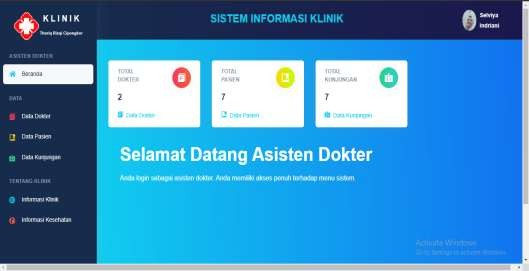 KLINIK
Thoriq Rizqi Cipongkor
SISTEM INFORMASI KLINIK
Selviya
Indriani
ASISTEN DOKTER
Beranda
DATA
Data Dokter
Data Pasien
Data Kunjungan
TENTANG KLINIK
Informasi Klinik
Informasi Kesehatan
TOTAL
DOKTER
2
Data Dokter
TOTAL
PASIEN
7
Data Pasien
TOTAL
KUNJUNGAN
7
Data Kunjungan
Selamat Datang Asisten Dokter
Anda login sebagai asisten dokter. Anda memiliki akses penuh terhadap menu sistem.
Activate Windows
Go to Settings to activate Windows.